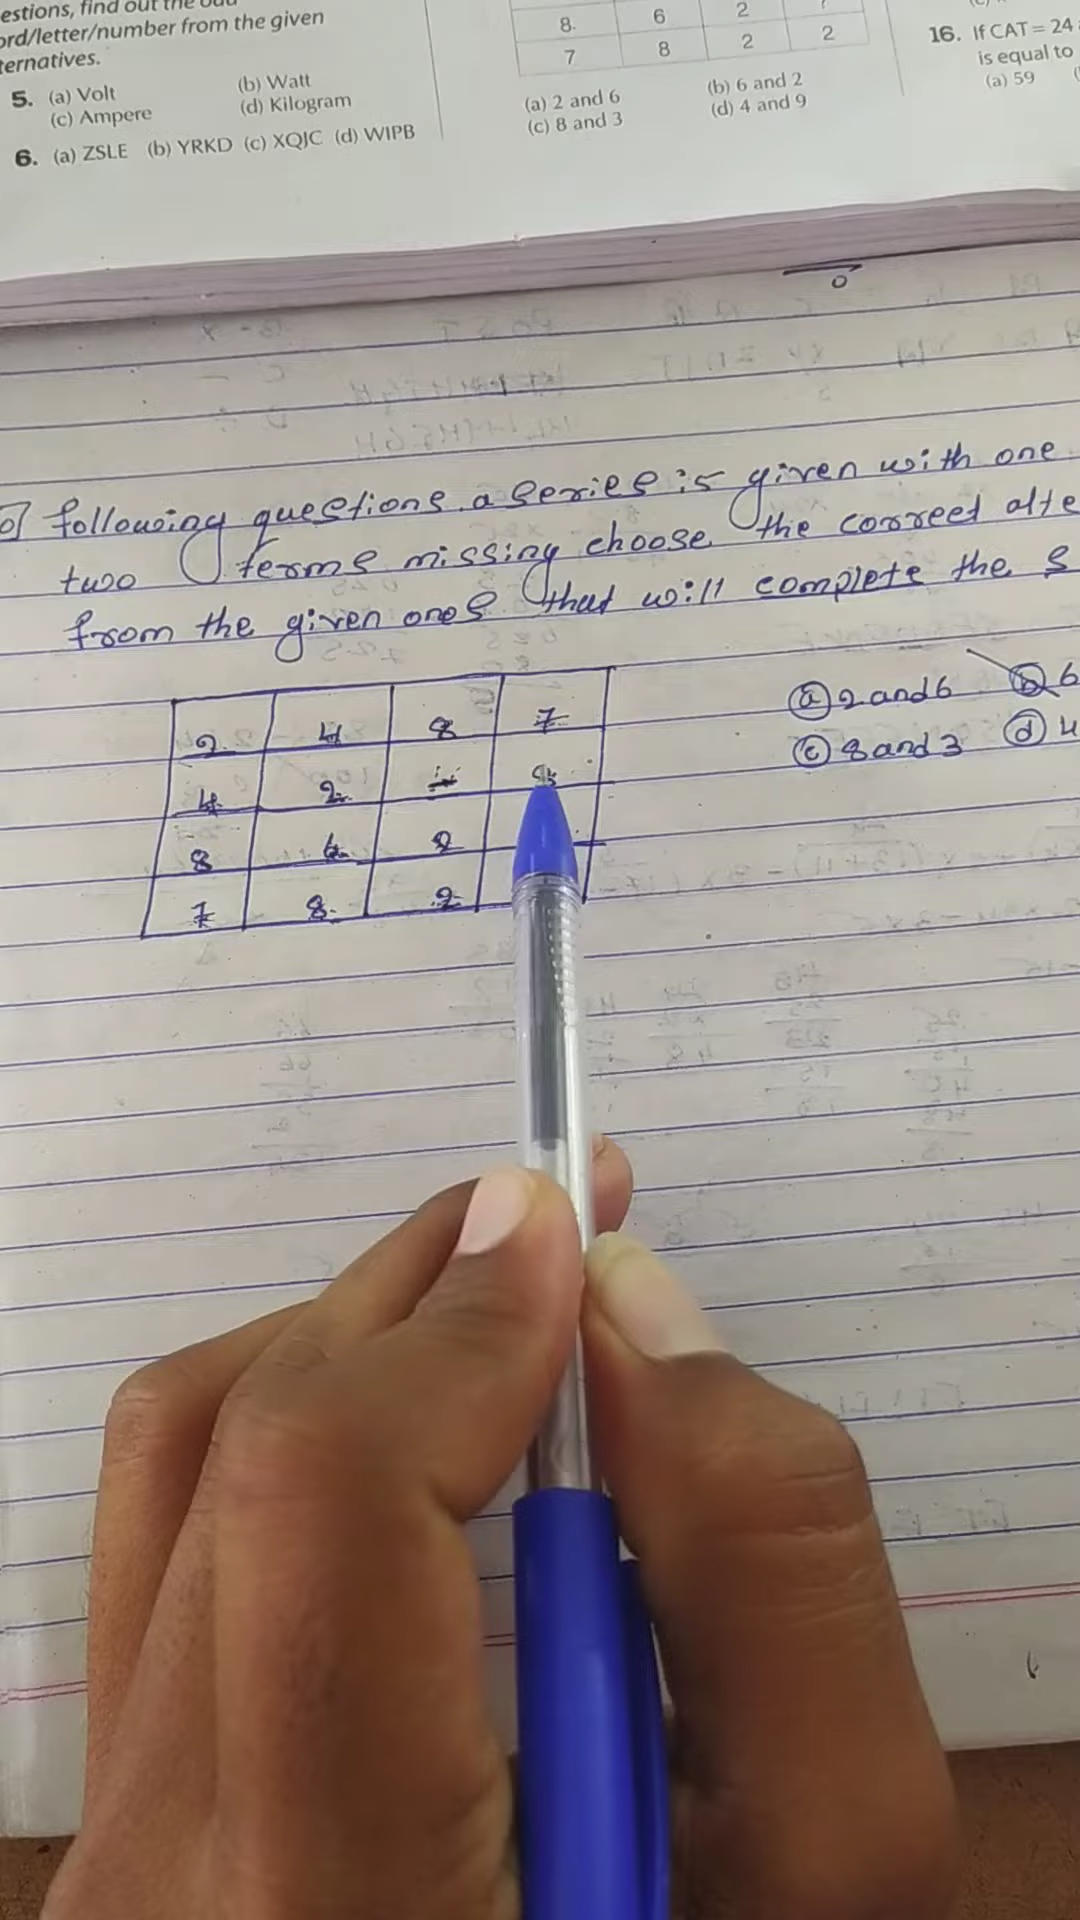 estions, find out the odd
ord/letter/number from the given
ternatives.
5. (a) Volt (b) Watt
(c) Ampere (d) Kilogram
6. (a) ZSLE (b) YRKD (c) XQJC (d) WIPB
8. 6 2 ?
7 8 2 2
(a) 2 and 6 (b) 6 and 2
(c) 8 and 3 (d) 4 and 9
16. If CAT = 24
is equal to
(a) 59
following questions a series is given with one
two terms missing choose the correct alte
from the given ones that will complete the s
2 4 8 7
4 2 8
8 6 2
7 8 2
(a) 2 and 6 (b) 6
(c) 8 and 3 (d) 4